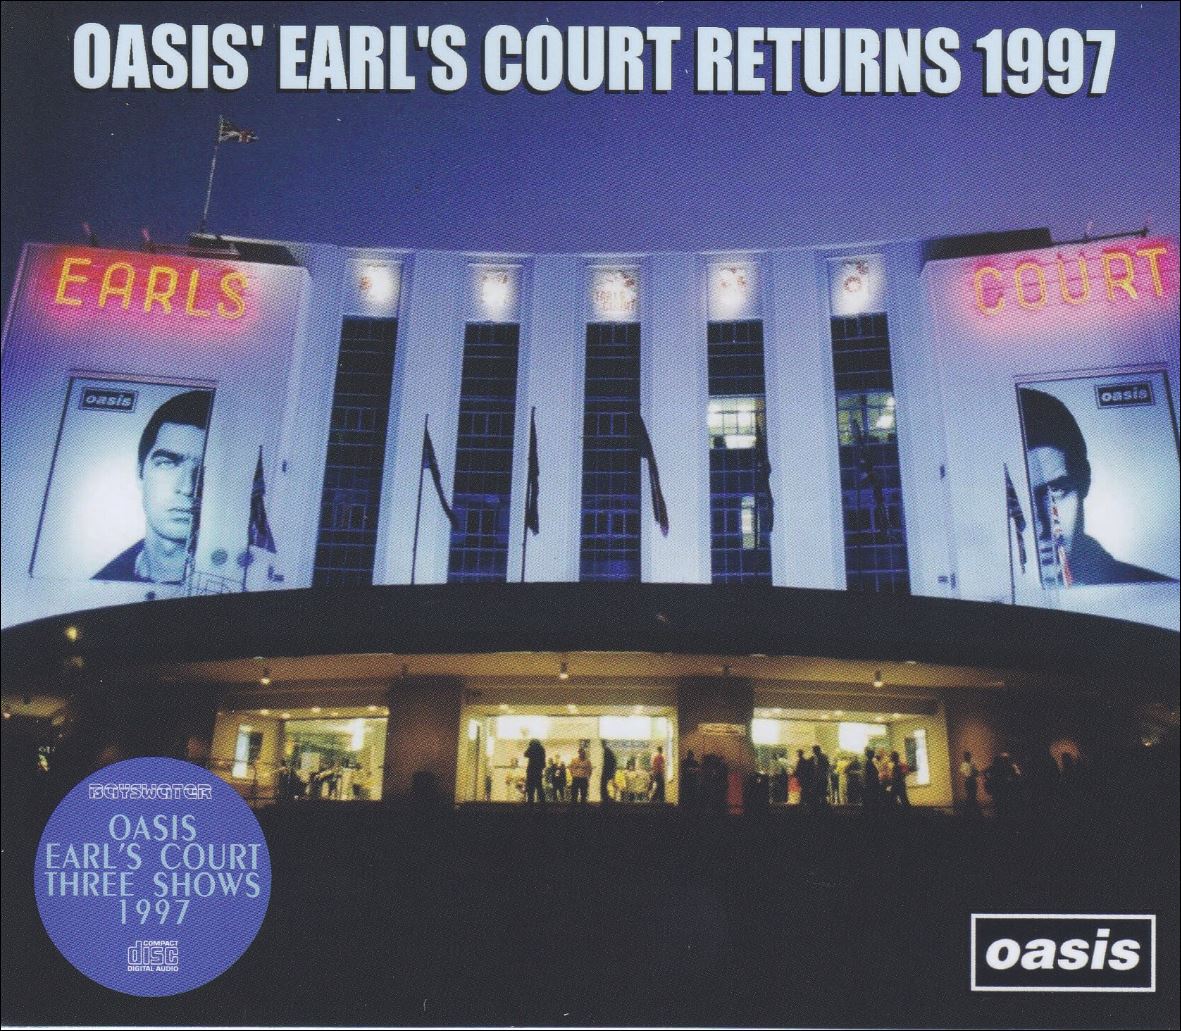 OASIS' EARL'S COURT RETURNS 1997
EARLS
COURT
oasis
oasis
BAYSWATER
OASIS
EARL'S COURT
THREE SHOWS
1997
COMPACT
disc
DIGITAL AUDIO
oasis